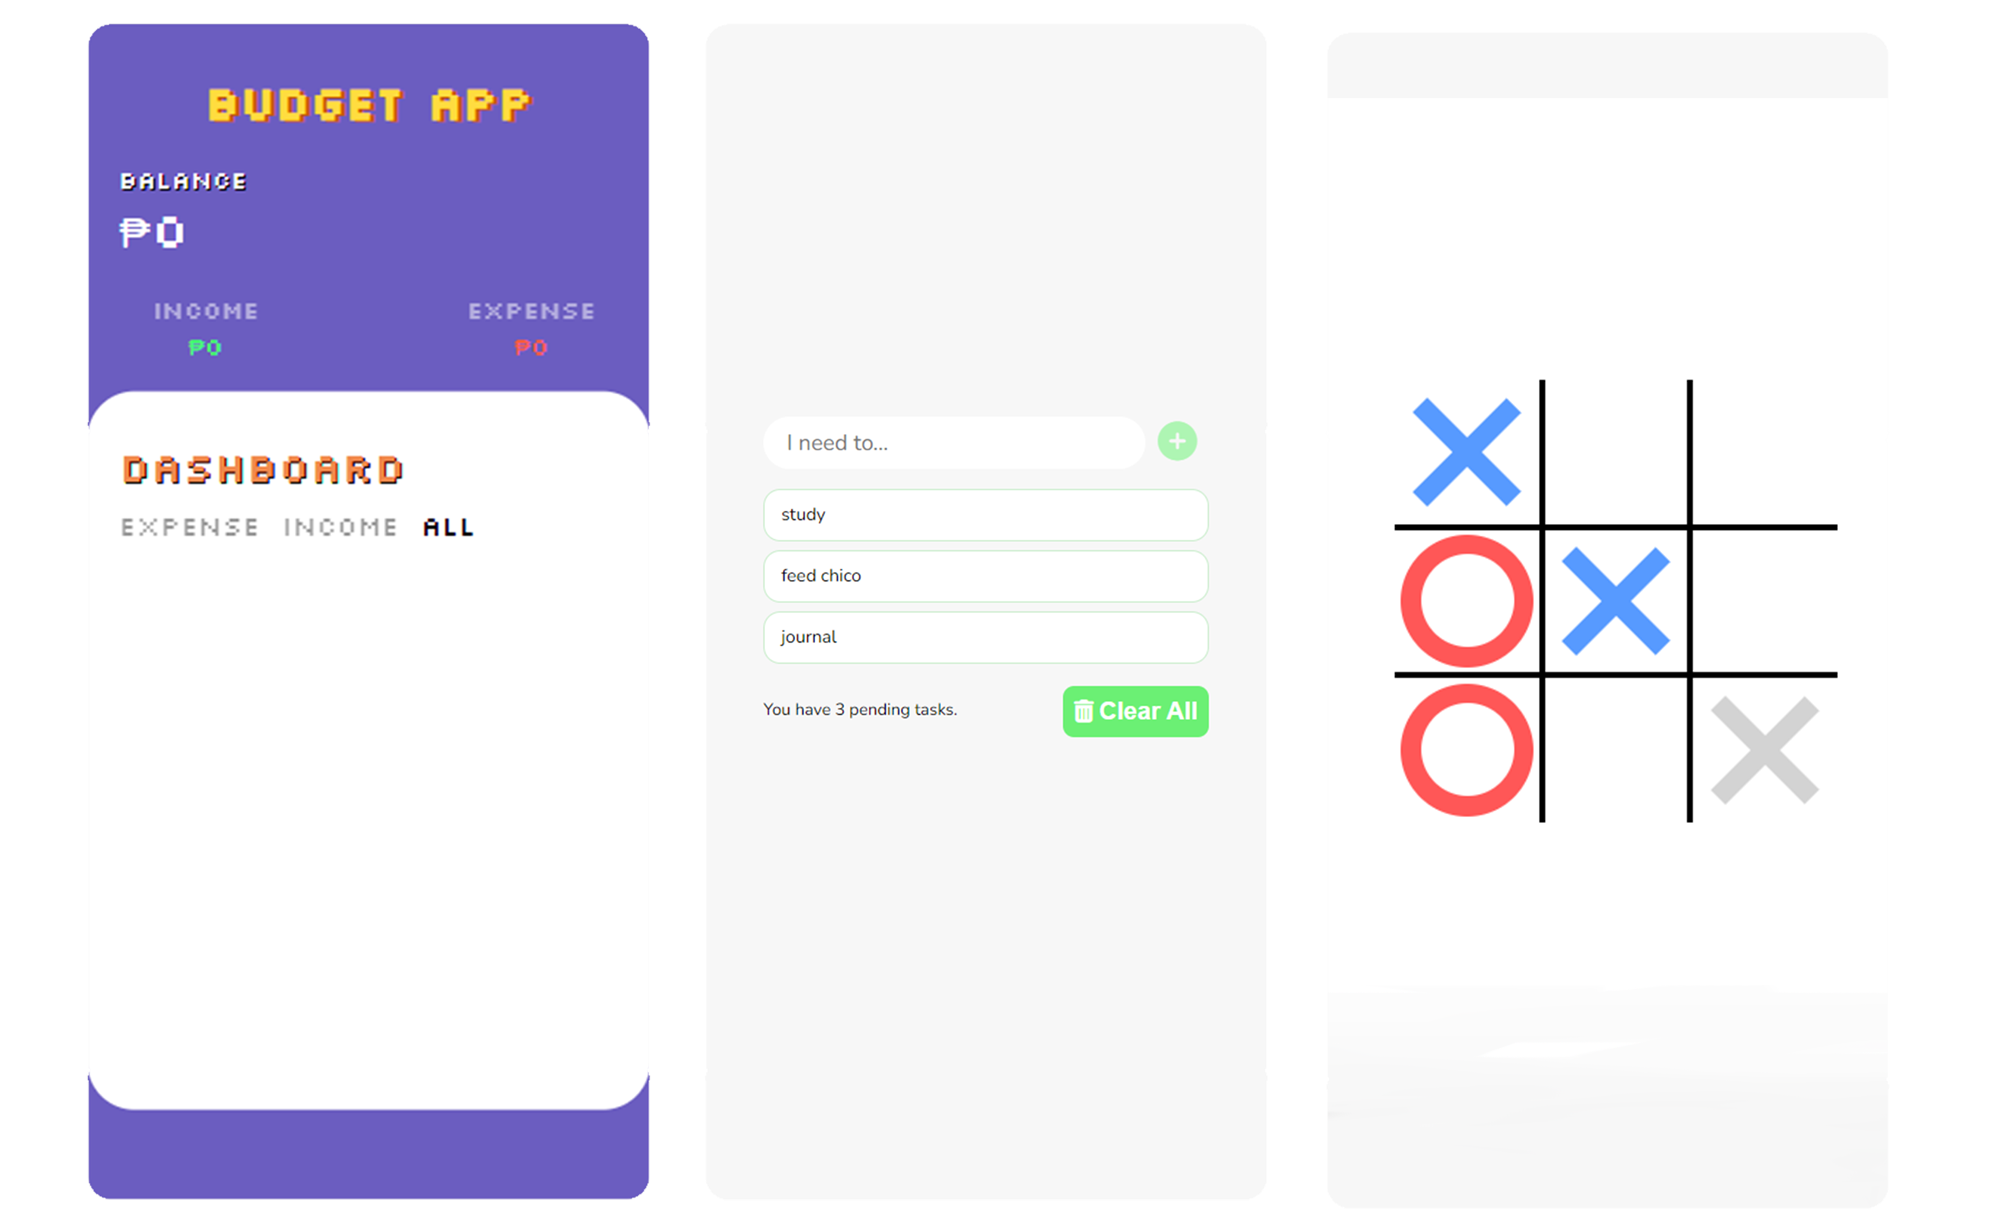 BUDGET APP
BALANCE
₱0
INCOME EXPENSE
₱0 ₱0
DASHBOARD
EXPENSE INCOME ALL
I need to...
+
study
feed chico
journal
You have 3 pending tasks.
Clear All